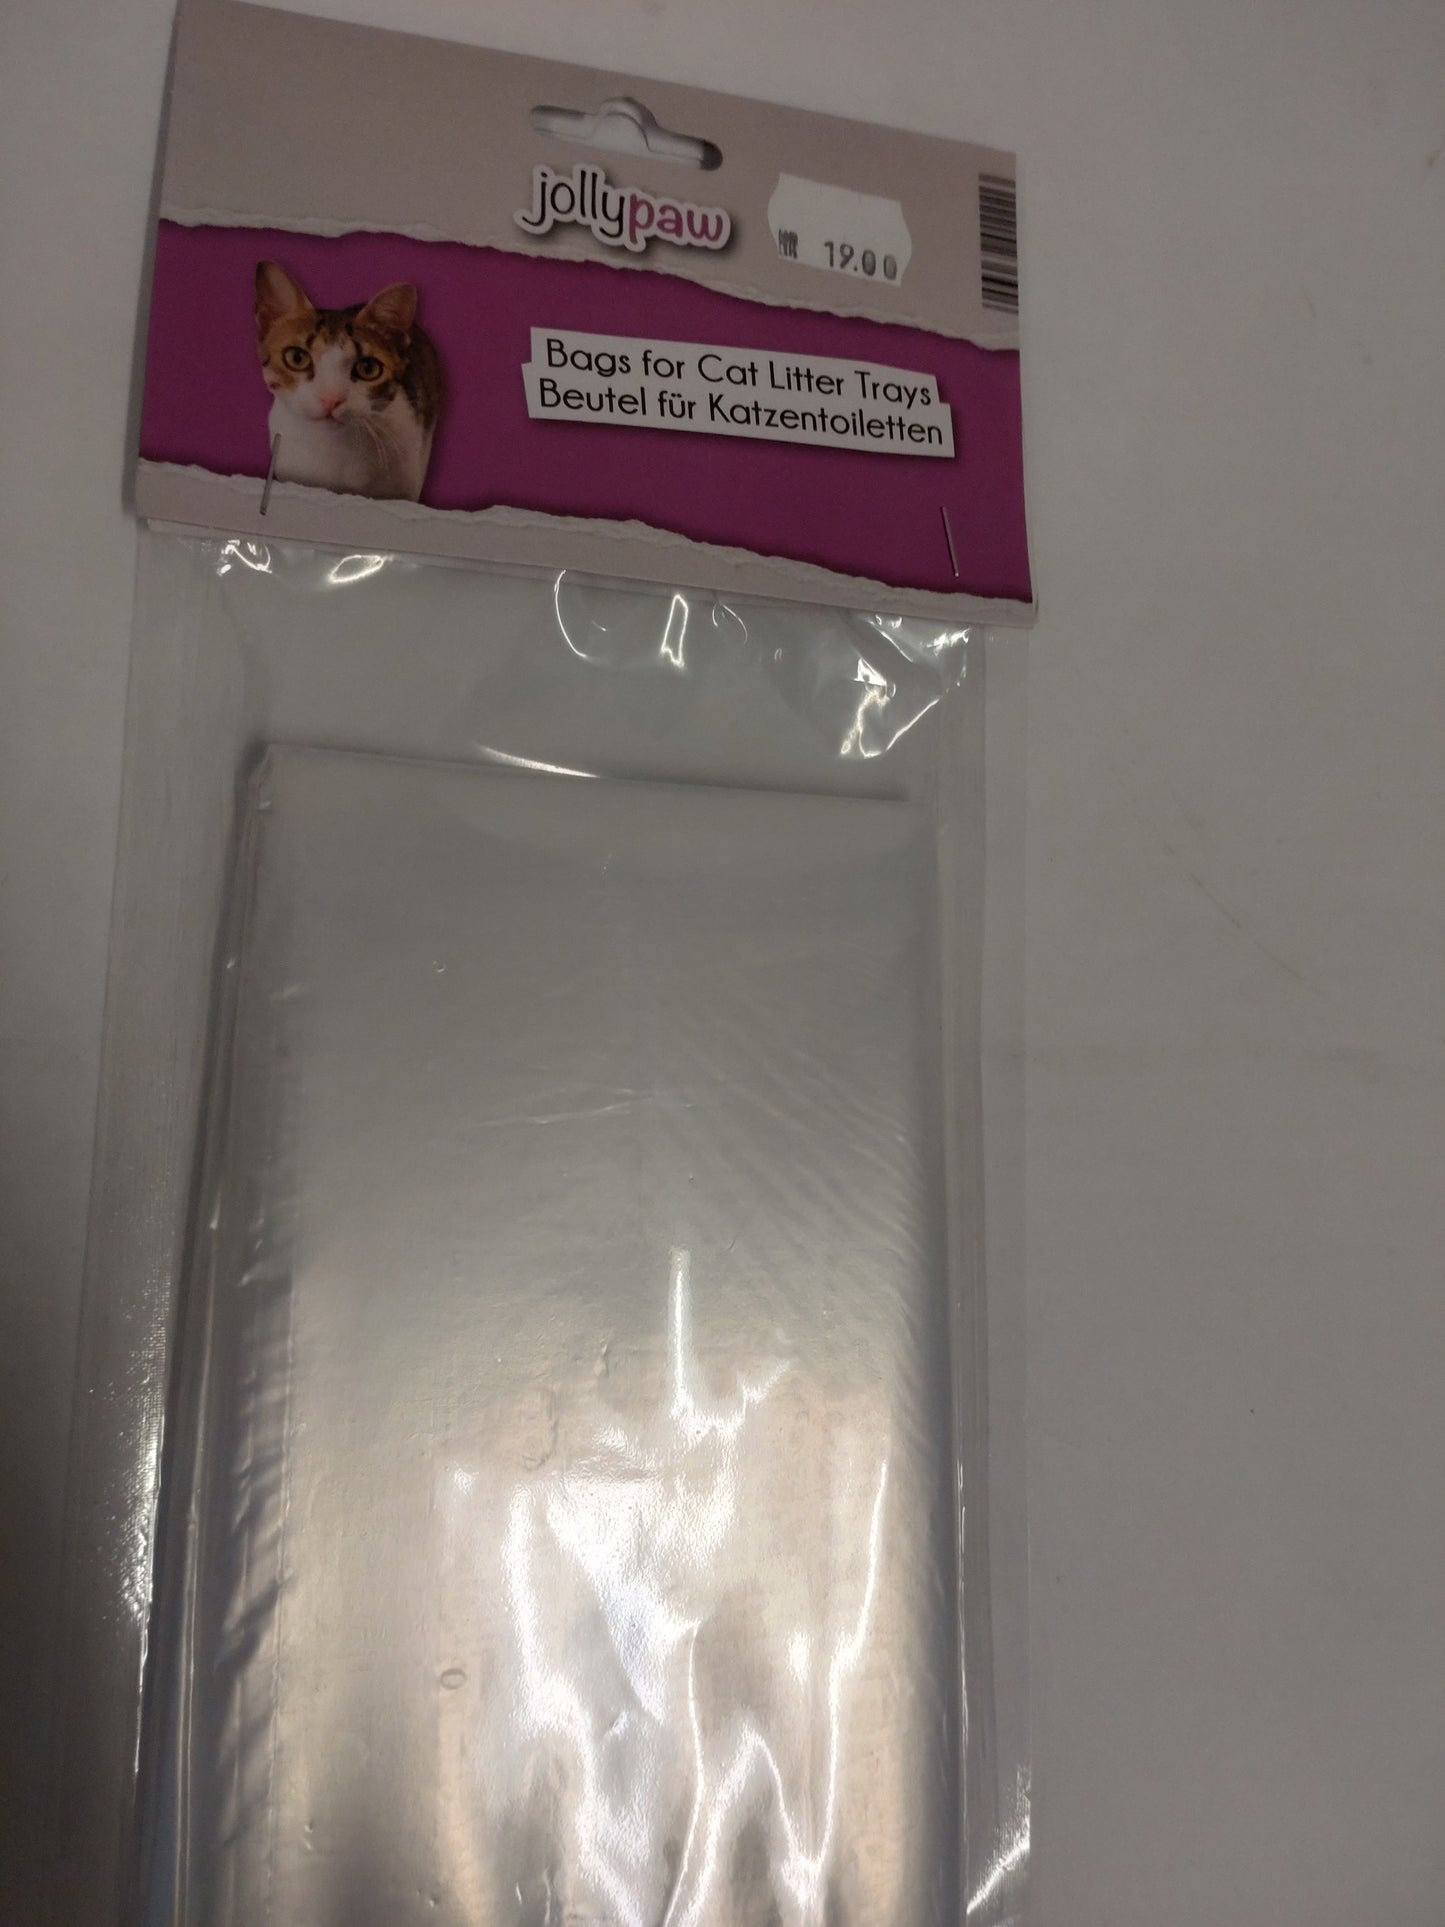 jollypaw
19.00
Bags for Cat Litter Trays
Beutel für Katzentoiletten